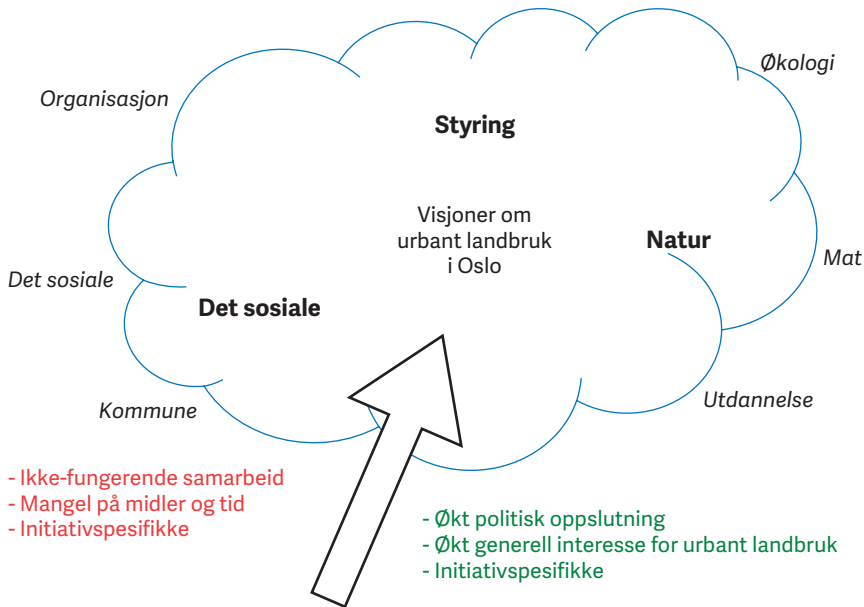 Økologi
Organisasjon
Styring
Visjoner om
urbant landbruk
i Oslo
Natur
Mat
Det sosiale
Det sosiale
Kommune
Utdannelse
- Ikke-fungerende samarbeid
- Mangel på midler og tid
- Initiativspesifikke
- Økt politisk oppslutning
- Økt generell interesse for urbant landbruk
- Initiativspesifikke